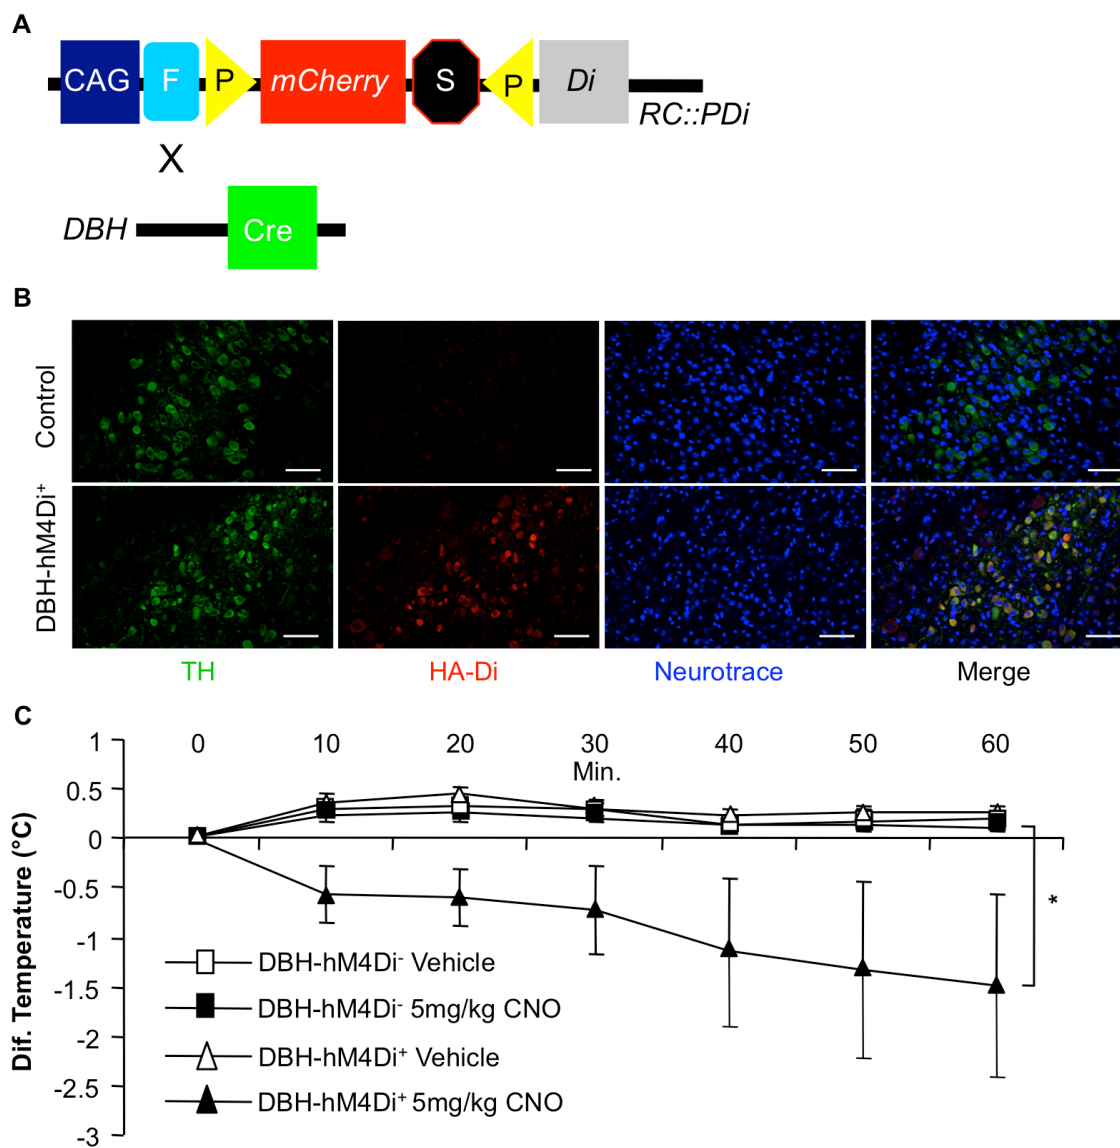 A
CAG F P mCherry S P Di
RC::PDi
X
DBH Cre
B
Control
DBH-hM4Di⁺
TH HA-Di Neurotrace Merge
C
0 10 20 30 40 50 60
Min.
1
0.5
0
-0.5
-1
-1.5
-2
-2.5
-3
Dif. Temperature (°C)
*
DBH-hM4Di⁻ Vehicle
DBH-hM4Di⁻ 5mg/kg CNO
DBH-hM4Di⁺ Vehicle
DBH-hM4Di⁺ 5mg/kg CNO